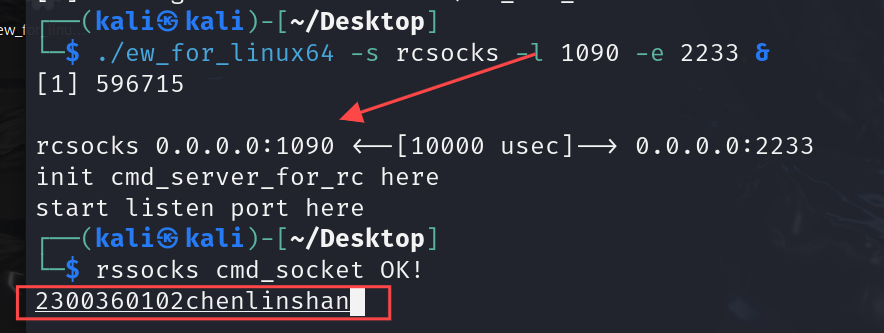 ┌──(kali㉿kali)-[~/Desktop]
└─$ ./ew_for_linux64 -s rcsocks -l 1090 -e 2233 &
[1] 596715
rcsocks 0.0.0.0:1090 <--[10000 usec]--> 0.0.0.0:2233
init cmd_server_for_rc here
start listen port here
┌──(kali㉿kali)-[~/Desktop]
└─$ rssocks cmd_socket OK!
2300360102chenlinshan